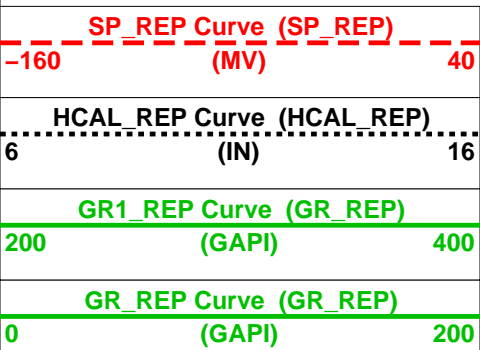 SP_REP Curve (SP_REP)
−160 (MV) 40
HCAL_REP Curve (HCAL_REP)
6 (IN) 16
GR1_REP Curve (GR_REP)
200 (GAPI) 400
GR_REP Curve (GR_REP)
0 (GAPI) 200